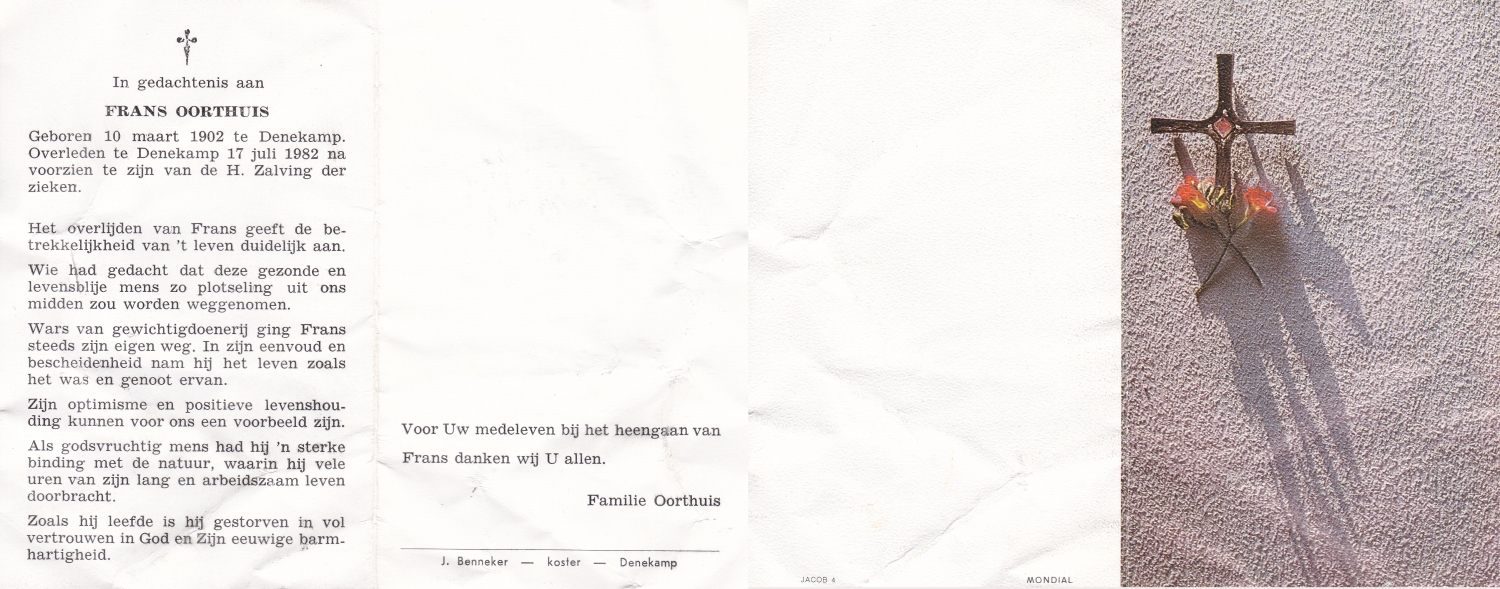 In gedachtenis aan
FRANS OORTHUIS
Geboren 10 maart 1902 te Denekamp.
Overleden te Denekamp 17 juli 1982 na
voorzien te zijn van de H. Zalving der
zieken.
Het overlijden van Frans geeft de be-
trekkelijkheid van 't leven duidelijk aan.
Wie had gedacht dat deze gezonde en
levensblije mens zo plotseling uit ons
midden zou worden weggenomen.
Wars van gewichtigdoenerij ging Frans
steeds zijn eigen weg. In zijn eenvoud en
bescheidenheid nam hij het leven zoals
het was en genoot ervan.
Zijn optimisme en positieve levenshou-
ding kunnen voor ons een voorbeeld zijn.
Als godsvruchtig mens had hij 'n sterke
binding met de natuur, waarin hij vele
uren van zijn lang en arbeidszaam leven
doorbracht.
Zoals hij leefde is hij gestorven in vol
vertrouwen in God en Zijn eeuwige barm-
hartigheid.
Voor Uw medeleven bij het heengaan van
Frans danken wij U allen.
Familie Oorthuis
J. Benneker — koster — Denekamp
JACOB 4
MONDIAL